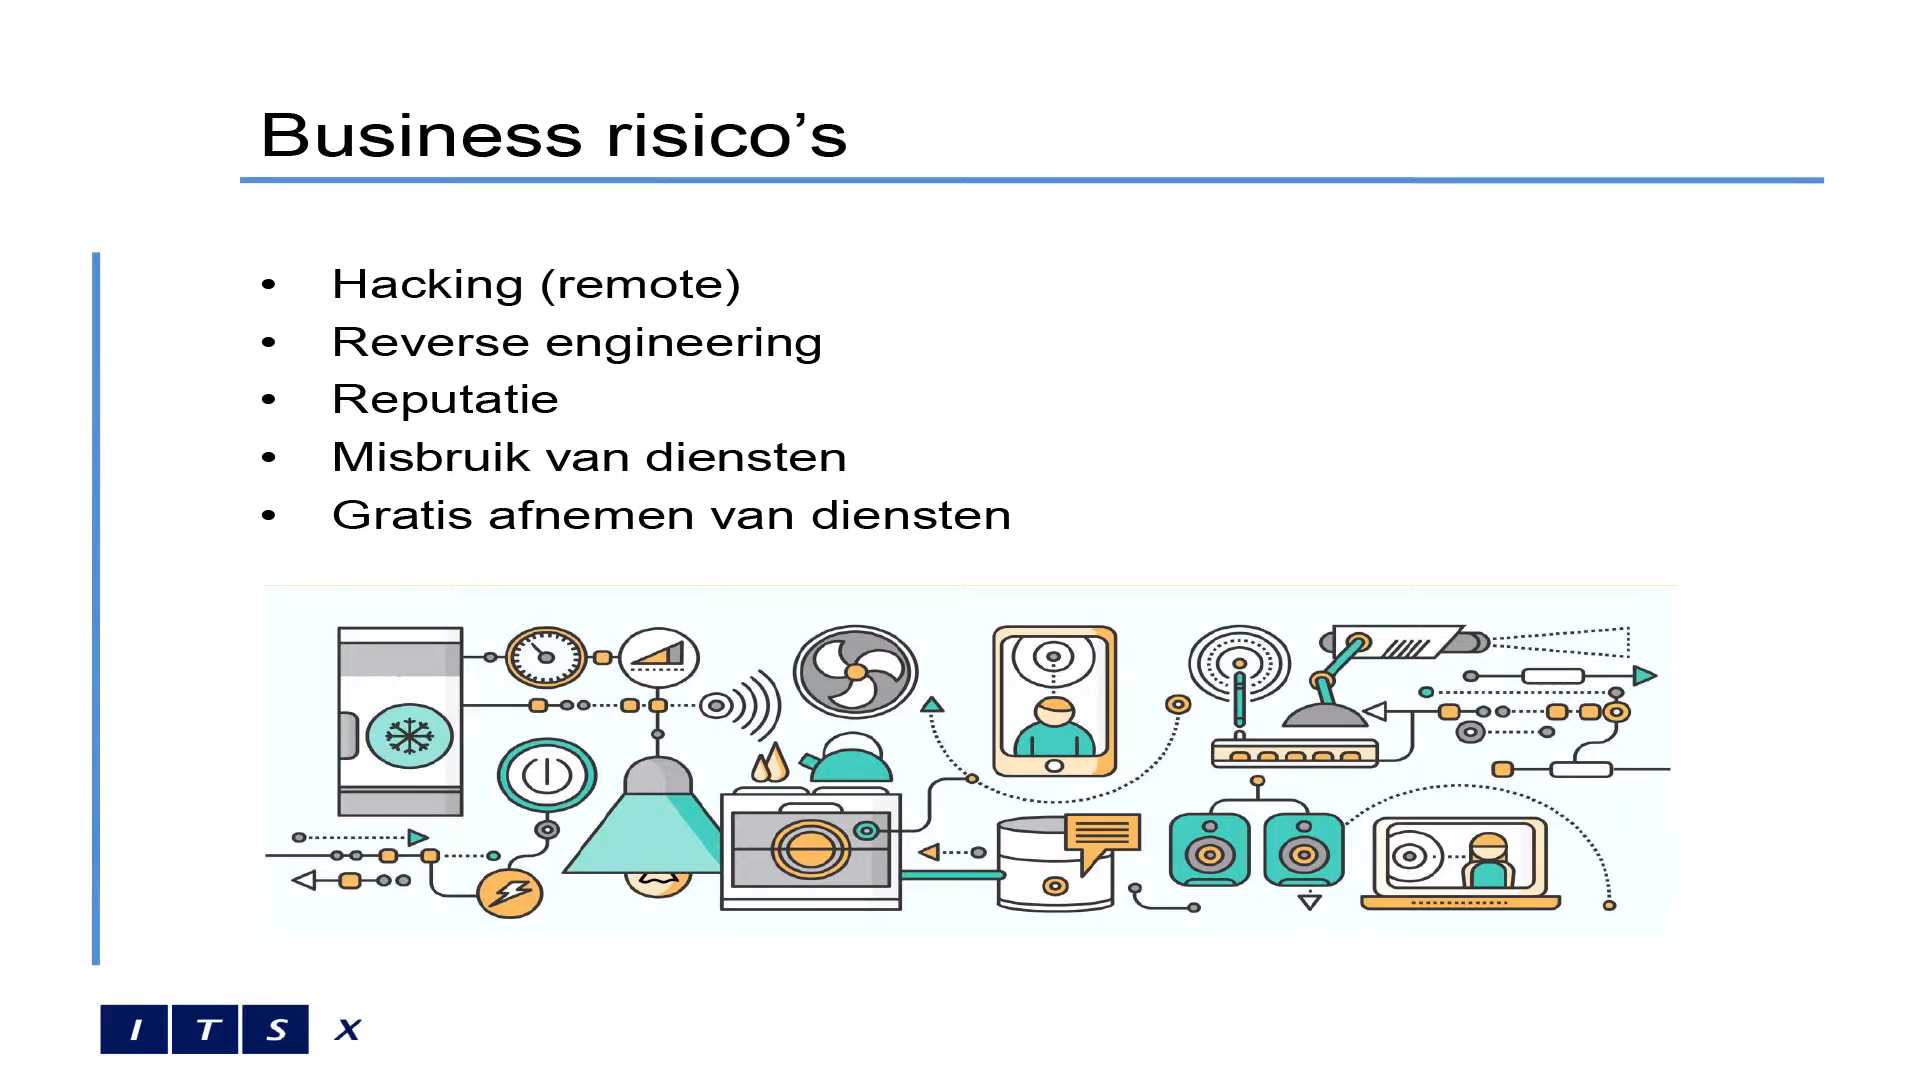 Business risico’s
• Hacking (remote)
• Reverse engineering
• Reputatie
• Misbruik van diensten
• Gratis afnemen van diensten
I T S X